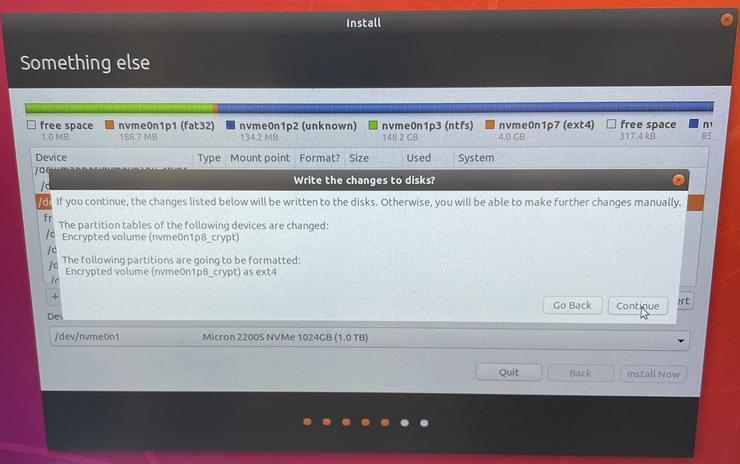 Install
Something else
free space nvme0n1p1 (fat32) nvme0n1p2 (unknown) nvme0n1p3 (ntfs) nvme0n1p7 (ext4) free space
1.0 MB 188.7 MB 134.2 MB 148.2 GB 4.0 GB 317.4 kB 85
Device Type Mount point Format? Size Used System
Write the changes to disks?
If you continue, the changes listed below will be written to the disks. Otherwise, you will be able to make further changes manually.
The partition tables of the following devices are changed:
Encrypted volume (nvme0n1p8_crypt)
The following partitions are going to be formatted:
Encrypted volume (nvme0n1p8_crypt) as ext4
Go Back Continue
/dev/nvme0n1 Micron 2200S NVMe 1024GB (1.0 TB)
Quit Back Install Now